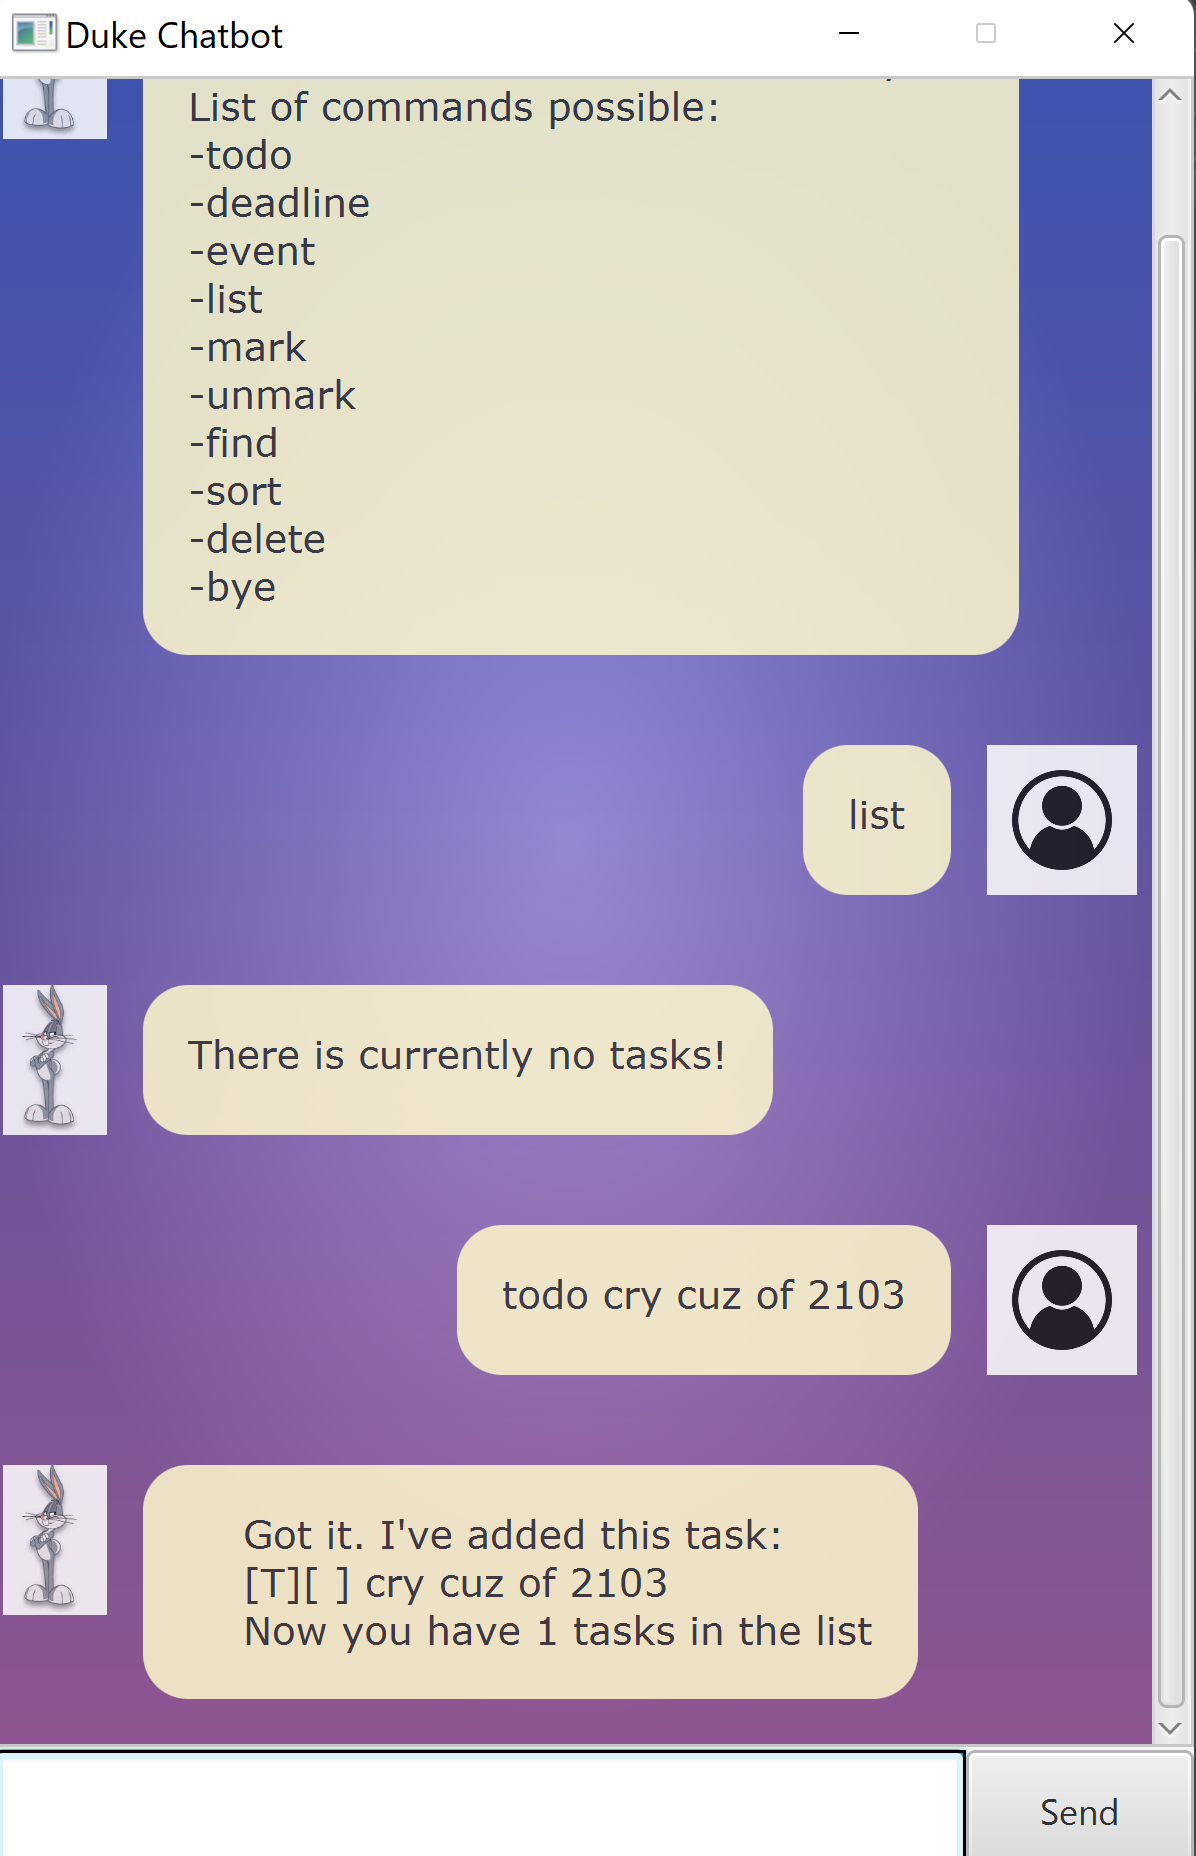 Duke Chatbot
List of commands possible:
-todo
-deadline
-event
-list
-mark
-unmark
-find
-sort
-delete
-bye
list
There is currently no tasks!
todo cry cuz of 2103
Got it. I've added this task:
[T][ ] cry cuz of 2103
Now you have 1 tasks in the list
Send